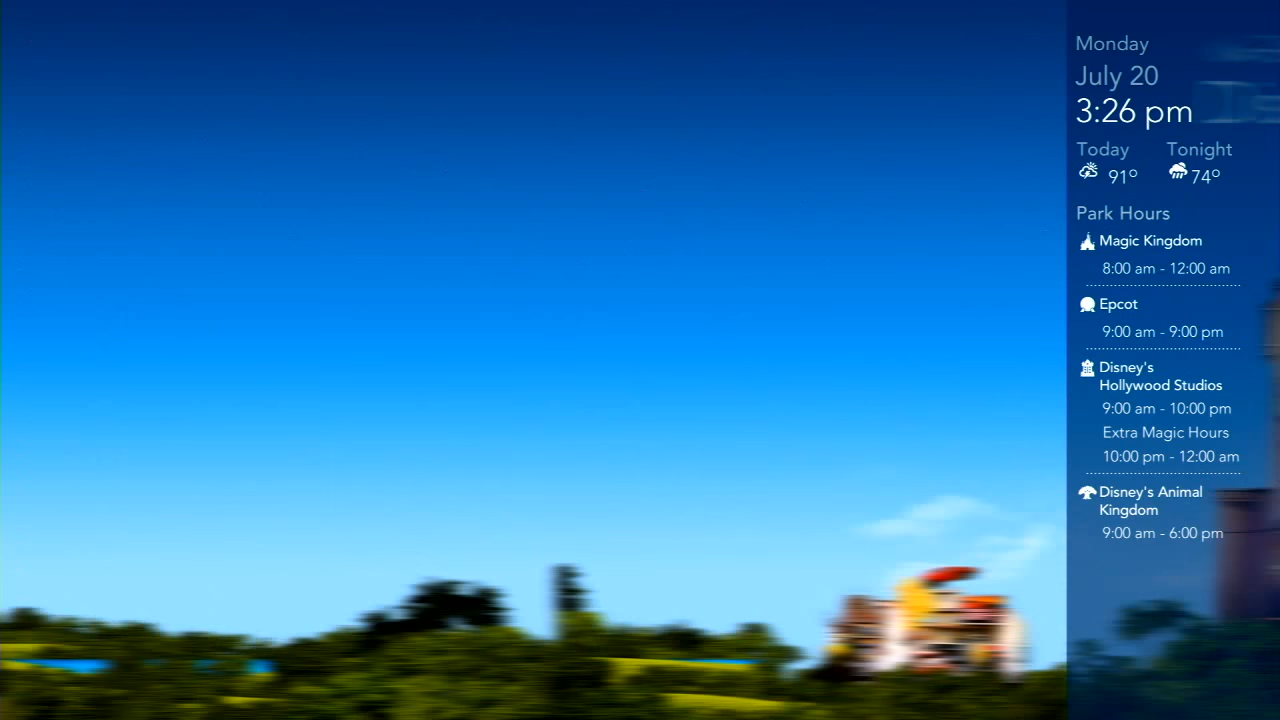 Monday
July 20
3:26 pm
Today Tonight
91° 74°
Park Hours
Magic Kingdom
8:00 am - 12:00 am
Epcot
9:00 am - 9:00 pm
Disney's
Hollywood Studios
9:00 am - 10:00 pm
Extra Magic Hours
10:00 pm - 12:00 am
Disney's Animal
Kingdom
9:00 am - 6:00 pm